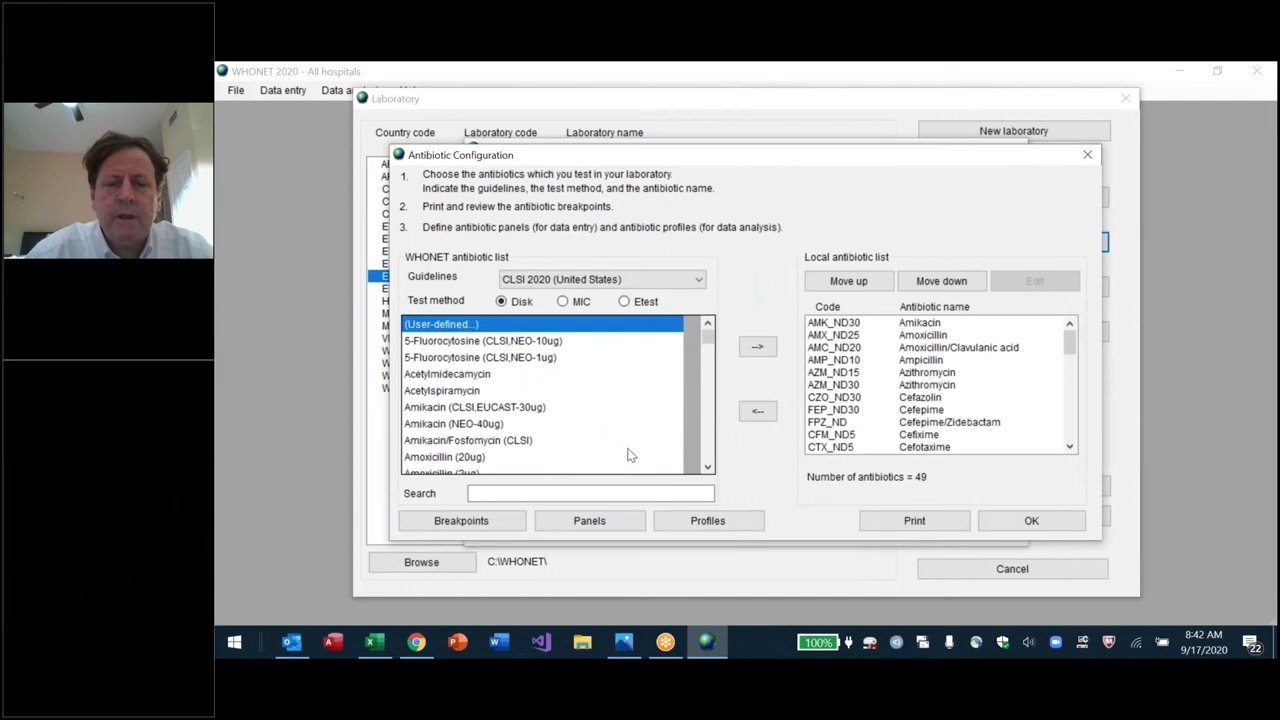 WHONET 2020 - All hospitals
File Data entry Data a
Laboratory
Country code Laboratory code Laboratory name
New laboratory
Antibiotic Configuration
1. Choose the antibiotics which you test in your laboratory.
Indicate the guidelines, the test method, and the antibiotic name.
2. Print and review the antibiotic breakpoints.
3. Define antibiotic panels (for data entry) and antibiotic profiles (for data analysis).
WHONET antibiotic list
Guidelines CLSI 2020 (United States)
Test method Disk MIC Etest
(User-defined...)
5-Fluorocytosine (CLSI,NEO-10ug)
5-Fluorocytosine (CLSI,NEO-1ug)
Acetylmidecamycin
Acetylspiramycin
Amikacin (CLSI,EUCAST-30ug)
Amikacin (NEO-40ug)
Amikacin/Fosfomycin (CLSI)
Amoxicillin (20ug)
Amoxicillin (2ug)
Search
Breakpoints Panels Profiles
-->
<--
Local antibiotic list
Move up Move down Edit
Code Antibiotic name
AMK_ND30 Amikacin
AMX_ND25 Amoxicillin
AMC_ND20 Amoxicillin/Clavulanic acid
AMP_ND10 Ampicillin
AZM_ND15 Azithromycin
AZM_ND30 Azithromycin
CZO_ND30 Cefazolin
FEP_ND30 Cefepime
FPZ_ND Cefepime/Zidebactam
CFM_ND5 Cefixime
CTX_ND5 Cefotaxime
Number of antibiotics = 49
Print OK
Browse C:\WHONET\
Cancel
100%
8:42 AM
9/17/2020
22